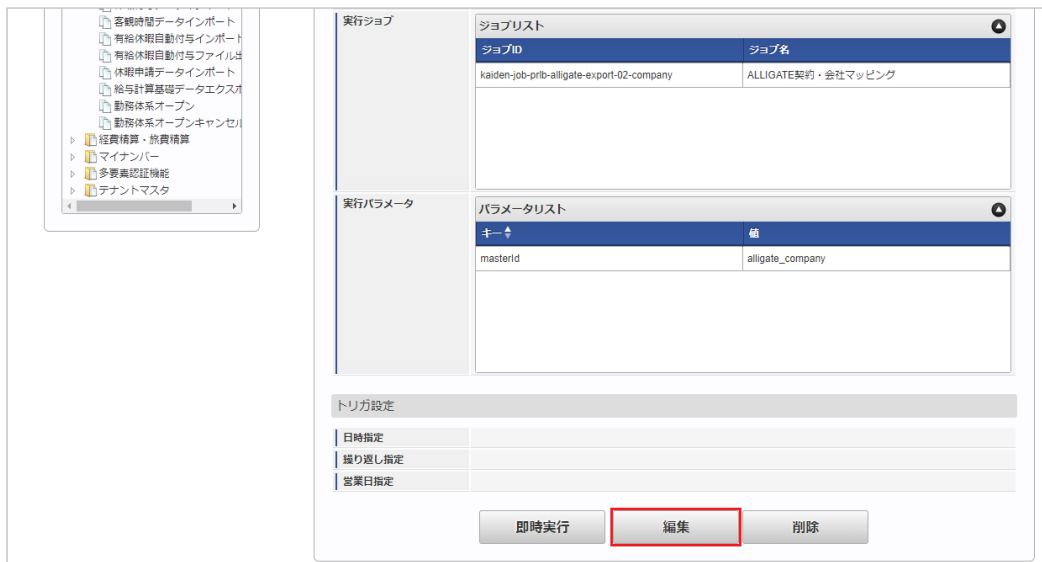 客観時間データインポート
有給休暇自動付与インポート
有給休暇自動付与ファイル出
休暇申請データインポート
給与計算基礎データエクスポ
勤務体系オープン
勤務体系オープンキャンセル
経費精算・旅費精算
マイナンバー
多要素認証機能
テナントマスタ
実行ジョブ
ジョブリスト
ジョブID ジョブ名
kaiden-job-prlb-alligate-export-02-company ALLIGATE契約・会社マッピング
実行パラメータ
パラメータリスト
キー 値
masterId alligate_company
トリガ設定
日時指定
繰り返し指定
営業日指定
即時実行 編集 削除